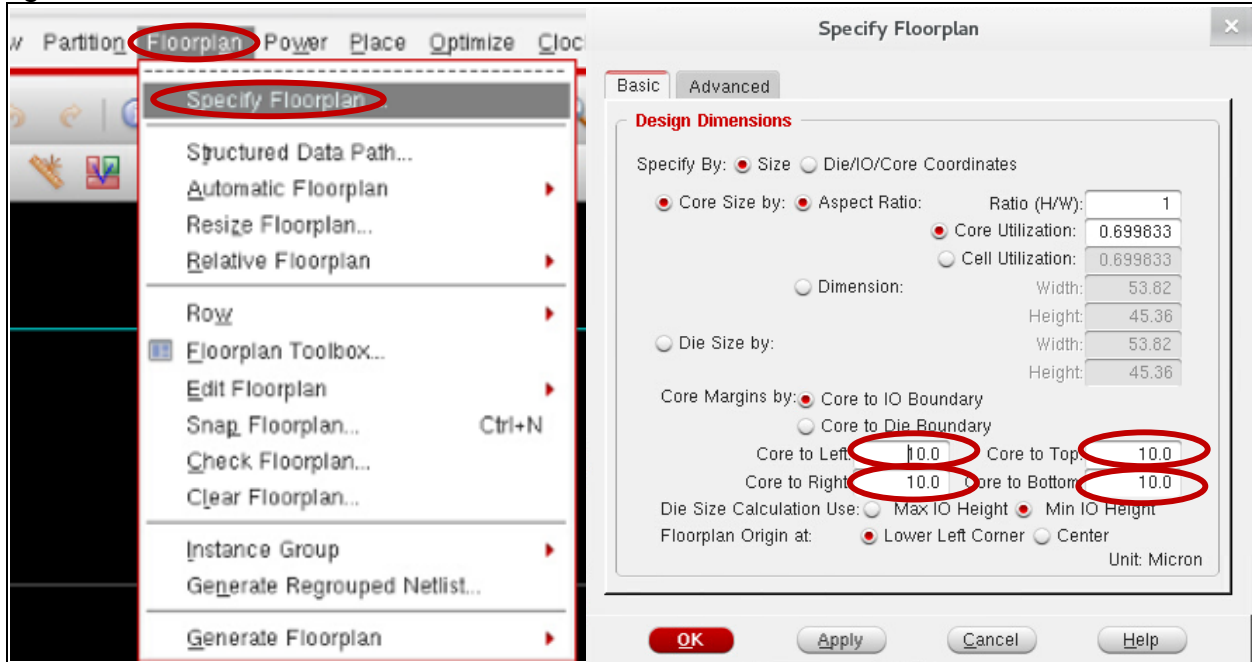 w Partition Floorplan Power Place Optimize Cloc
Specify Floorplan...
Structured Data Path...
Automatic Floorplan
Resize Floorplan...
Relative Floorplan
Row
Floorplan Toolbox...
Edit Floorplan
Snap Floorplan... Ctrl+N
Check Floorplan...
Clear Floorplan...
Instance Group
Generate Regrouped Netlist...
Generate Floorplan
Specify Floorplan
Basic Advanced
Design Dimensions
Specify By: Size Die/IO/Core Coordinates
Core Size by: Aspect Ratio: Ratio (H/W): 1
Core Utilization: 0.699833
Cell Utilization: 0.699833
Dimension: Width: 53.82
Height: 45.36
Die Size by: Width: 53.82
Height: 45.36
Core Margins by: Core to IO Boundary
Core to Die Boundary
Core to Left: 10.0 Core to Top: 10.0
Core to Right: 10.0 Core to Bottom: 10.0
Die Size Calculation Use: Max IO Height Min IO Height
Floorplan Origin at: Lower Left Corner Center
Unit: Micron
OK Apply Cancel Help